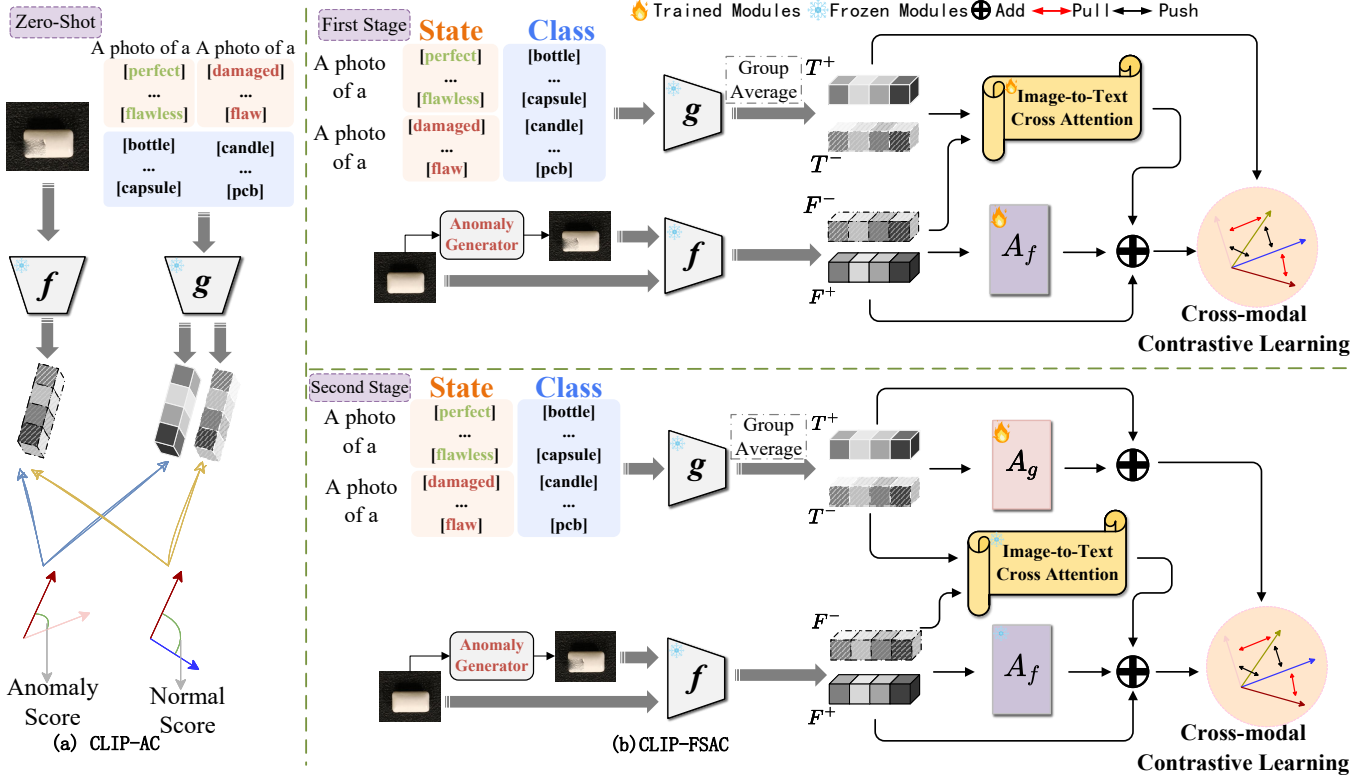 Zero-Shot
A photo of a A photo of a
[perfect] [damaged]
... ...
[flawless] [flaw]
[bottle] [candle]
... ...
[capsule] [pcb]
f
g
Anomaly
Score
Normal
Score
(a) CLIP-AC
Trained Modules Frozen Modules Add Pull Push
First Stage
State Class
A photo
of a
[perfect]
...
[flawless]
A photo
of a
[damaged]
...
[flaw]
[bottle]
...
[capsule]
[candle]
...
[pcb]
g
Group
Average
T+
T−
Image-to-Text
Cross Attention
Anomaly
Generator
f
F−
F+
Af
Cross-modal
Contrastive Learning
Second Stage
State Class
A photo
of a
[perfect]
...
[flawless]
A photo
of a
[damaged]
...
[flaw]
[bottle]
...
[capsule]
[candle]
...
[pcb]
g
Group
Average
T+
T−
Ag
Image-to-Text
Cross Attention
Anomaly
Generator
f
F−
F+
Af
Cross-modal
Contrastive Learning
(b)CLIP-FSAC